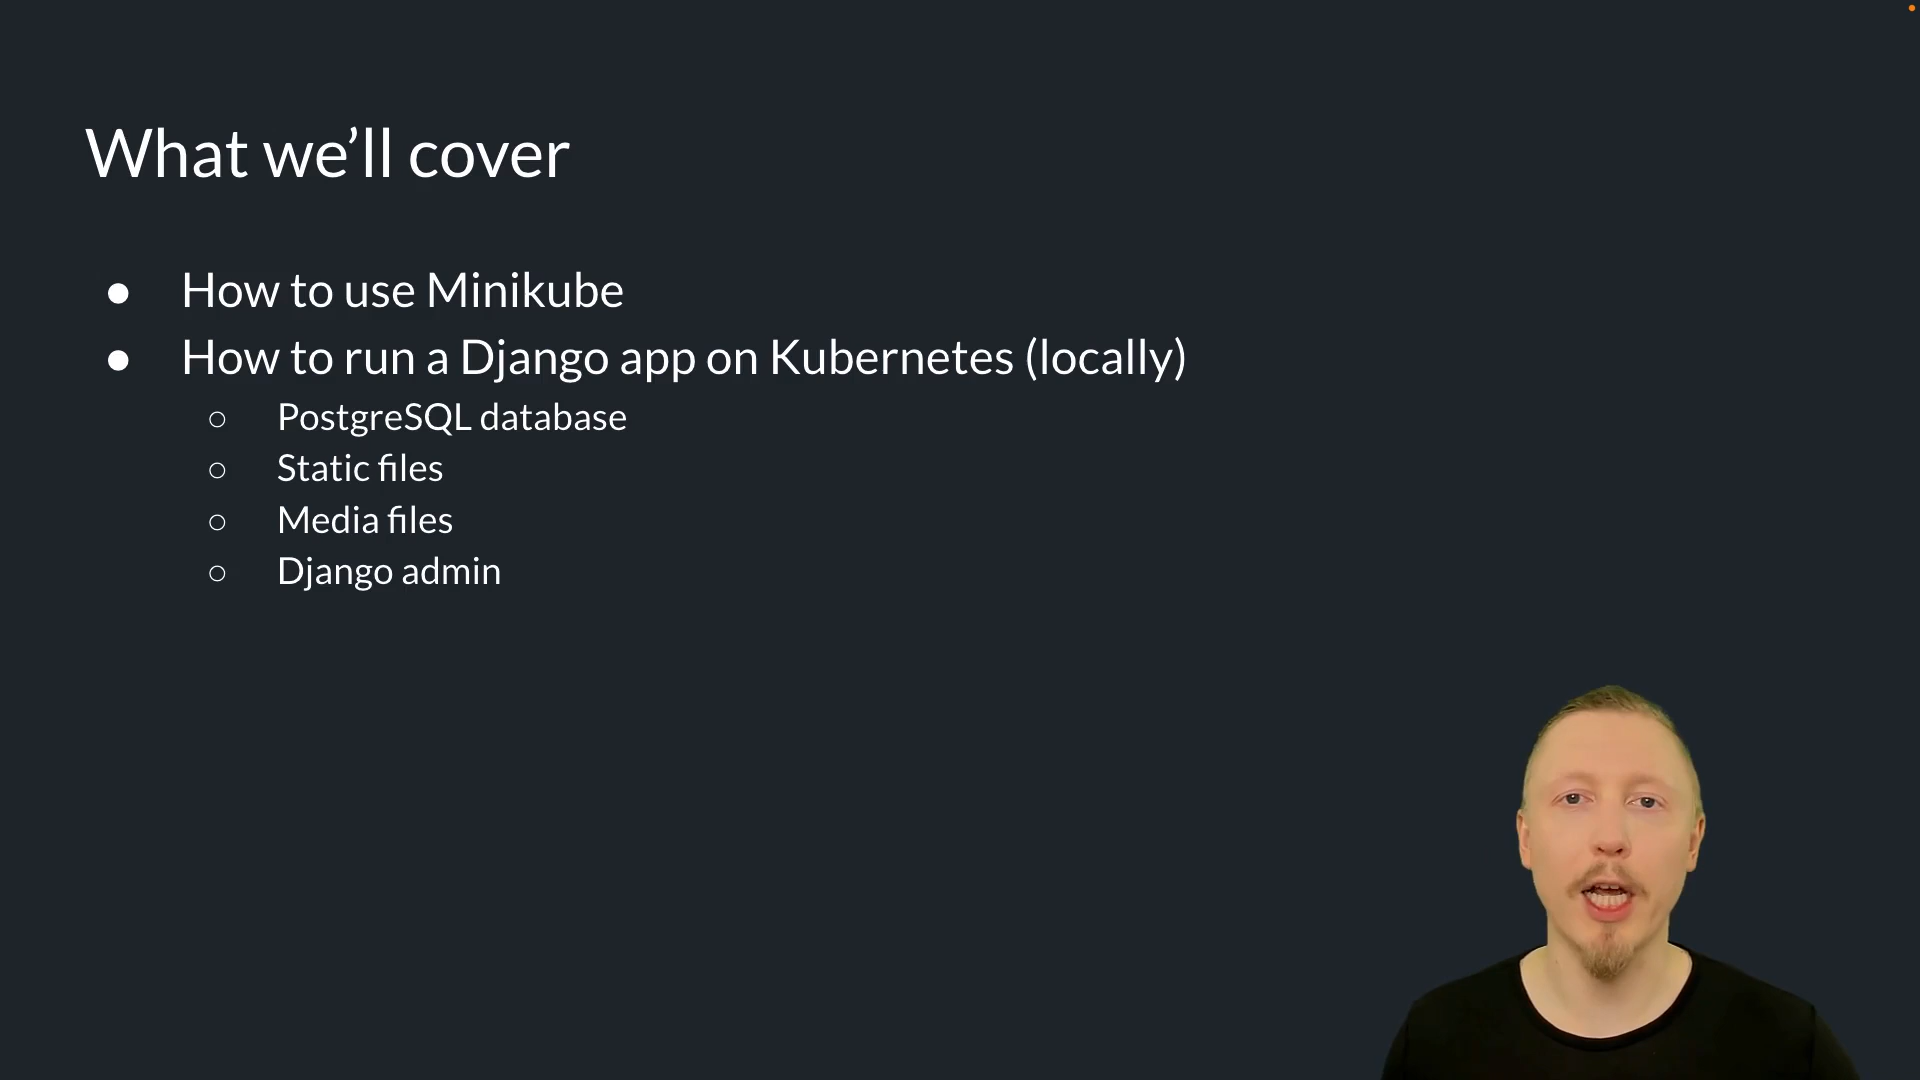 What we’ll cover
● How to use Minikube
● How to run a Django app on Kubernetes (locally)
○ PostgreSQL database
○ Static files
○ Media files
○ Django admin